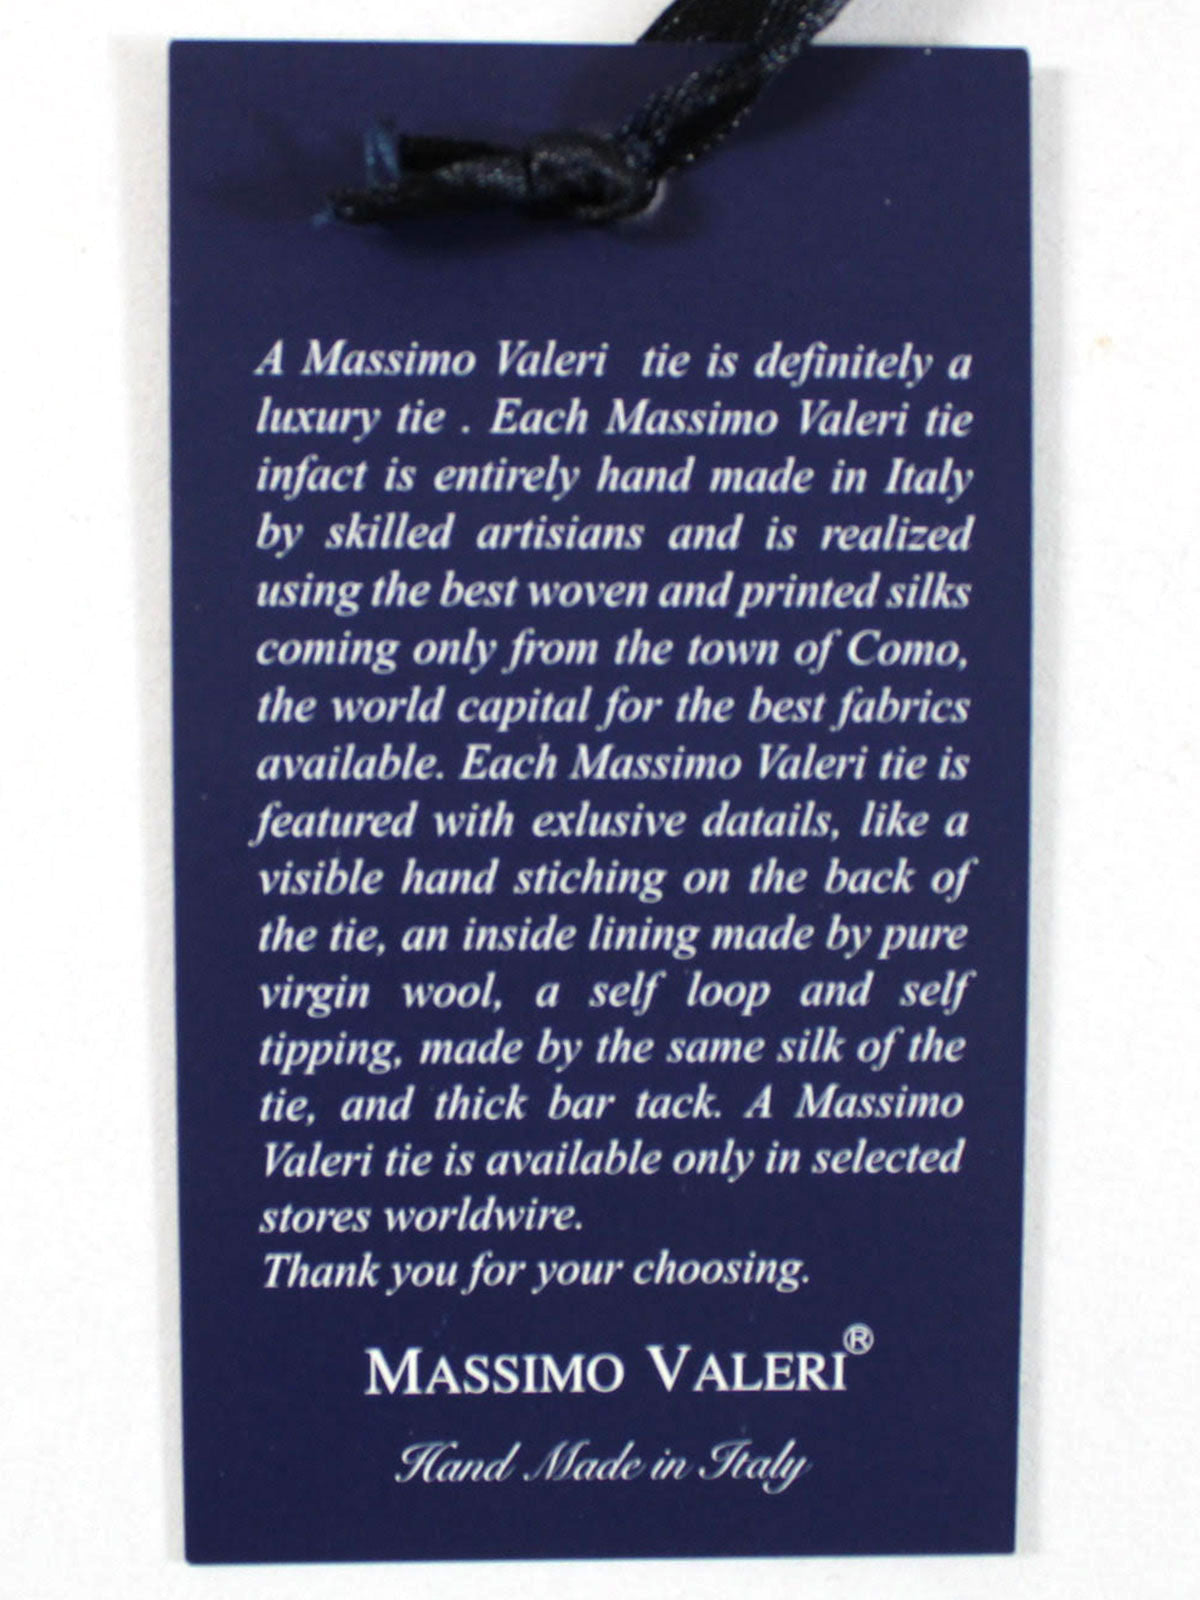 A Massimo Valeri tie is definitely a
luxury tie . Each Massimo Valeri tie
infact is entirely hand made in Italy
by skilled artisians and is realized
using the best woven and printed silks
coming only from the town of Como,
the world capital for the best fabrics
available. Each Massimo Valeri tie is
featured with exlusive datails, like a
visible hand stiching on the back of
the tie, an inside lining made by pure
virgin wool, a self loop and self
tipping, made by the same silk of the
tie, and thick bar tack. A Massimo
Valeri tie is available only in selected
stores worldwire.
Thank you for your choosing.
MASSIMO VALERI®
Hand Made in Italy